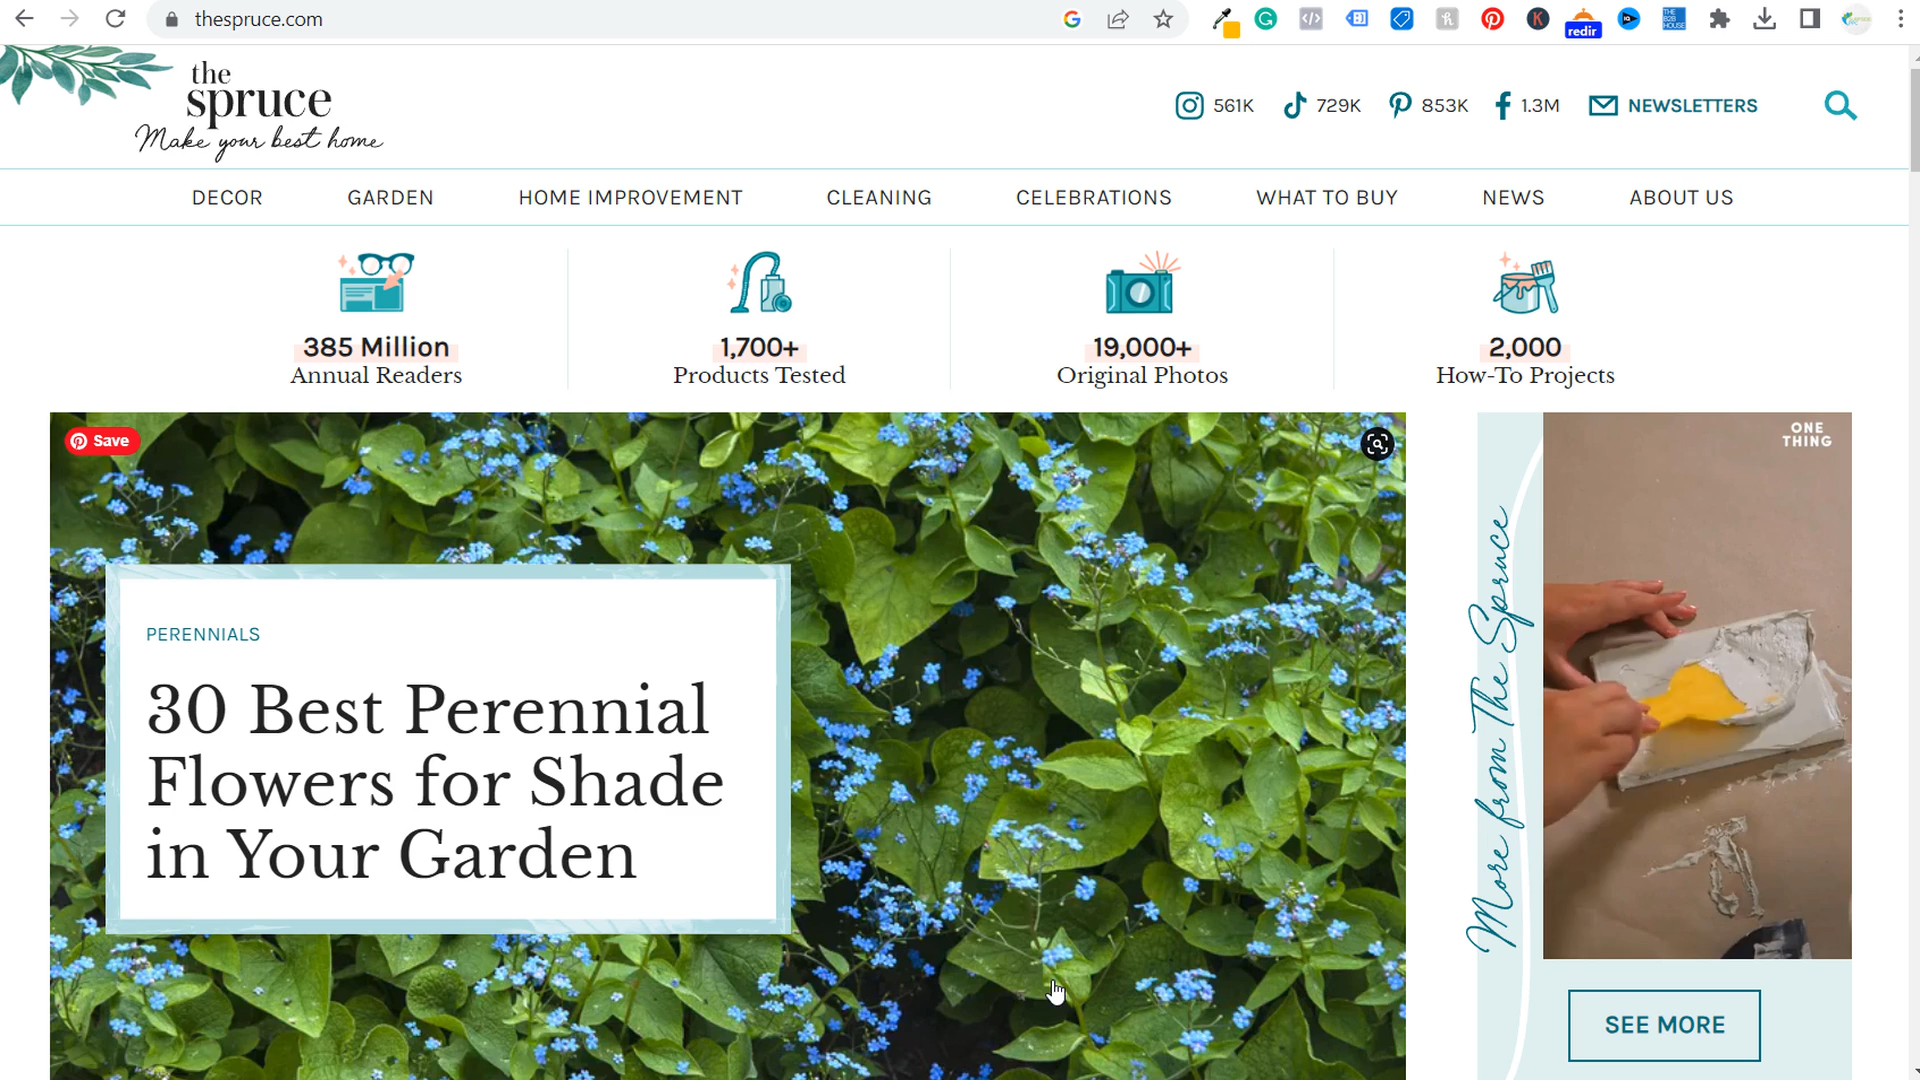 thespruce.com
redir
THE
B2B
HOUSE
the
spruce
Make your best home
561K
729K
853K
1.3M
NEWSLETTERS
DECOR
GARDEN
HOME IMPROVEMENT
CLEANING
CELEBRATIONS
WHAT TO BUY
NEWS
ABOUT US
385 Million
Annual Readers
1,700+
Products Tested
19,000+
Original Photos
2,000
How-To Projects
Save
PERENNIALS
30 Best Perennial
Flowers for Shade
in Your Garden
ONE
THING
More from The Spruce
SEE MORE